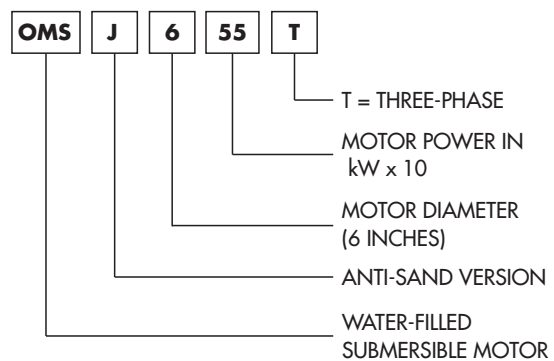 OMS J 6 55 T
T = THREE-PHASE
MOTOR POWER IN
kW x 10
MOTOR DIAMETER
(6 INCHES)
ANTI-SAND VERSION
WATER-FILLED
SUBMERSIBLE MOTOR